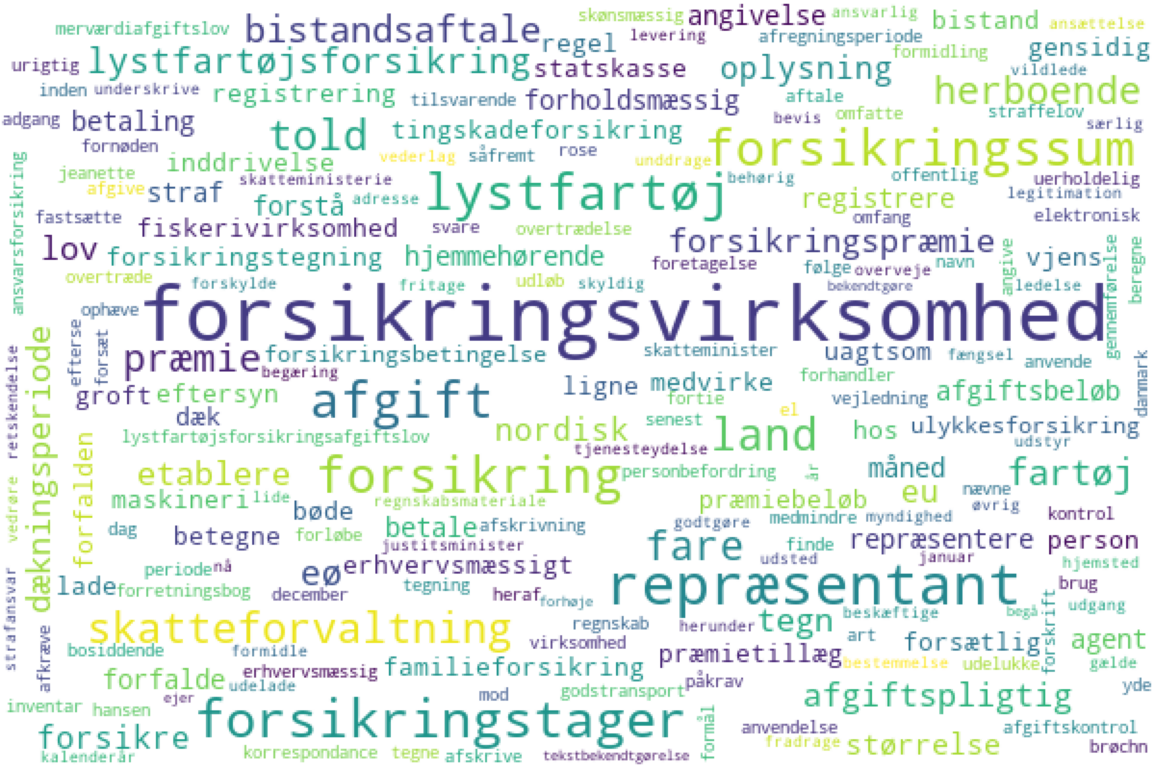 skønsmæssig angivelse ansvarlig
merværdiafgiftslov bistandsaftale regel levering afregningsperiode bistand ansættelse
urigtig lystfartøjsforsikring statskasse oplysning formidling gensidig
inden underskrive registrering tilsvarende forholdsmæssig aftale vildlede herboende
adgang betaling told tingskadeforsikring bevis omfatte straffelov særlig
fornøden inddrivelse vederlag såfremt rose unddrage forsikringssum
jeanette afgive straf skatteministerie forstå adresse lystfartøj behørig offentlig uerholdelig
registrere legitimation
fastsætte fiskerivirksomhed svare overtrædelse omfang elektronisk
ansvarsforsikring lov forsikringstegning hjemmehørende forsikringspræmie angive vjens beregne
overtræde forskylde fritage udløb skyldig foretagelse følge overveje navn ledelse
ophæve forsikringsvirksomhed bekendtgøre gennemførelse
efterse forsæt præmie forsikringsbetingelse skatteminister uagtsom fængsel anvende
begæring
retskendelse groft eftersyn afgift ligne medvirke forhandler vejledning afgiftsbeløb danmark
dækningsperiode dæk fortie senest el
lystfartøjsforsikringsafgiftslov nordisk land hos ulykkesforsikring
tjenesteydelse udstyr
forfalden etablere forsikring personbefordring år måned fartøj
vedrøre maskineri lide regnskabsmateriale præmiebeløb eu nævne øvrig
dag bøde forløbe betale afskrivning godtgøre medmindre myndighed kontrol
betegne justitsminister fare finde repræsentere person
periode nå eø erhvervsmæssigt udsted januar hjemsted
strafansvar lade forretningsbog december tegning heraf forhøje repræsentant brug
afkræve skatteforvaltning regnskab herunder tegn beskæftige begå forskrift udgang
bosiddende formidle virksomhed præmietillæg art forsætlig agent
forfalde udelade erhvervsmæssig familieforsikring påkrav bestemmelse udelukke gælde
inventar hansen ejer mod godstransport afgiftspligtig yde
forsikre forsikringstager formål anvendelse afgiftskontrol
kalenderår korrespondance tegne afskrive tekstbekendtgørelse fradrage størrelse brøchn